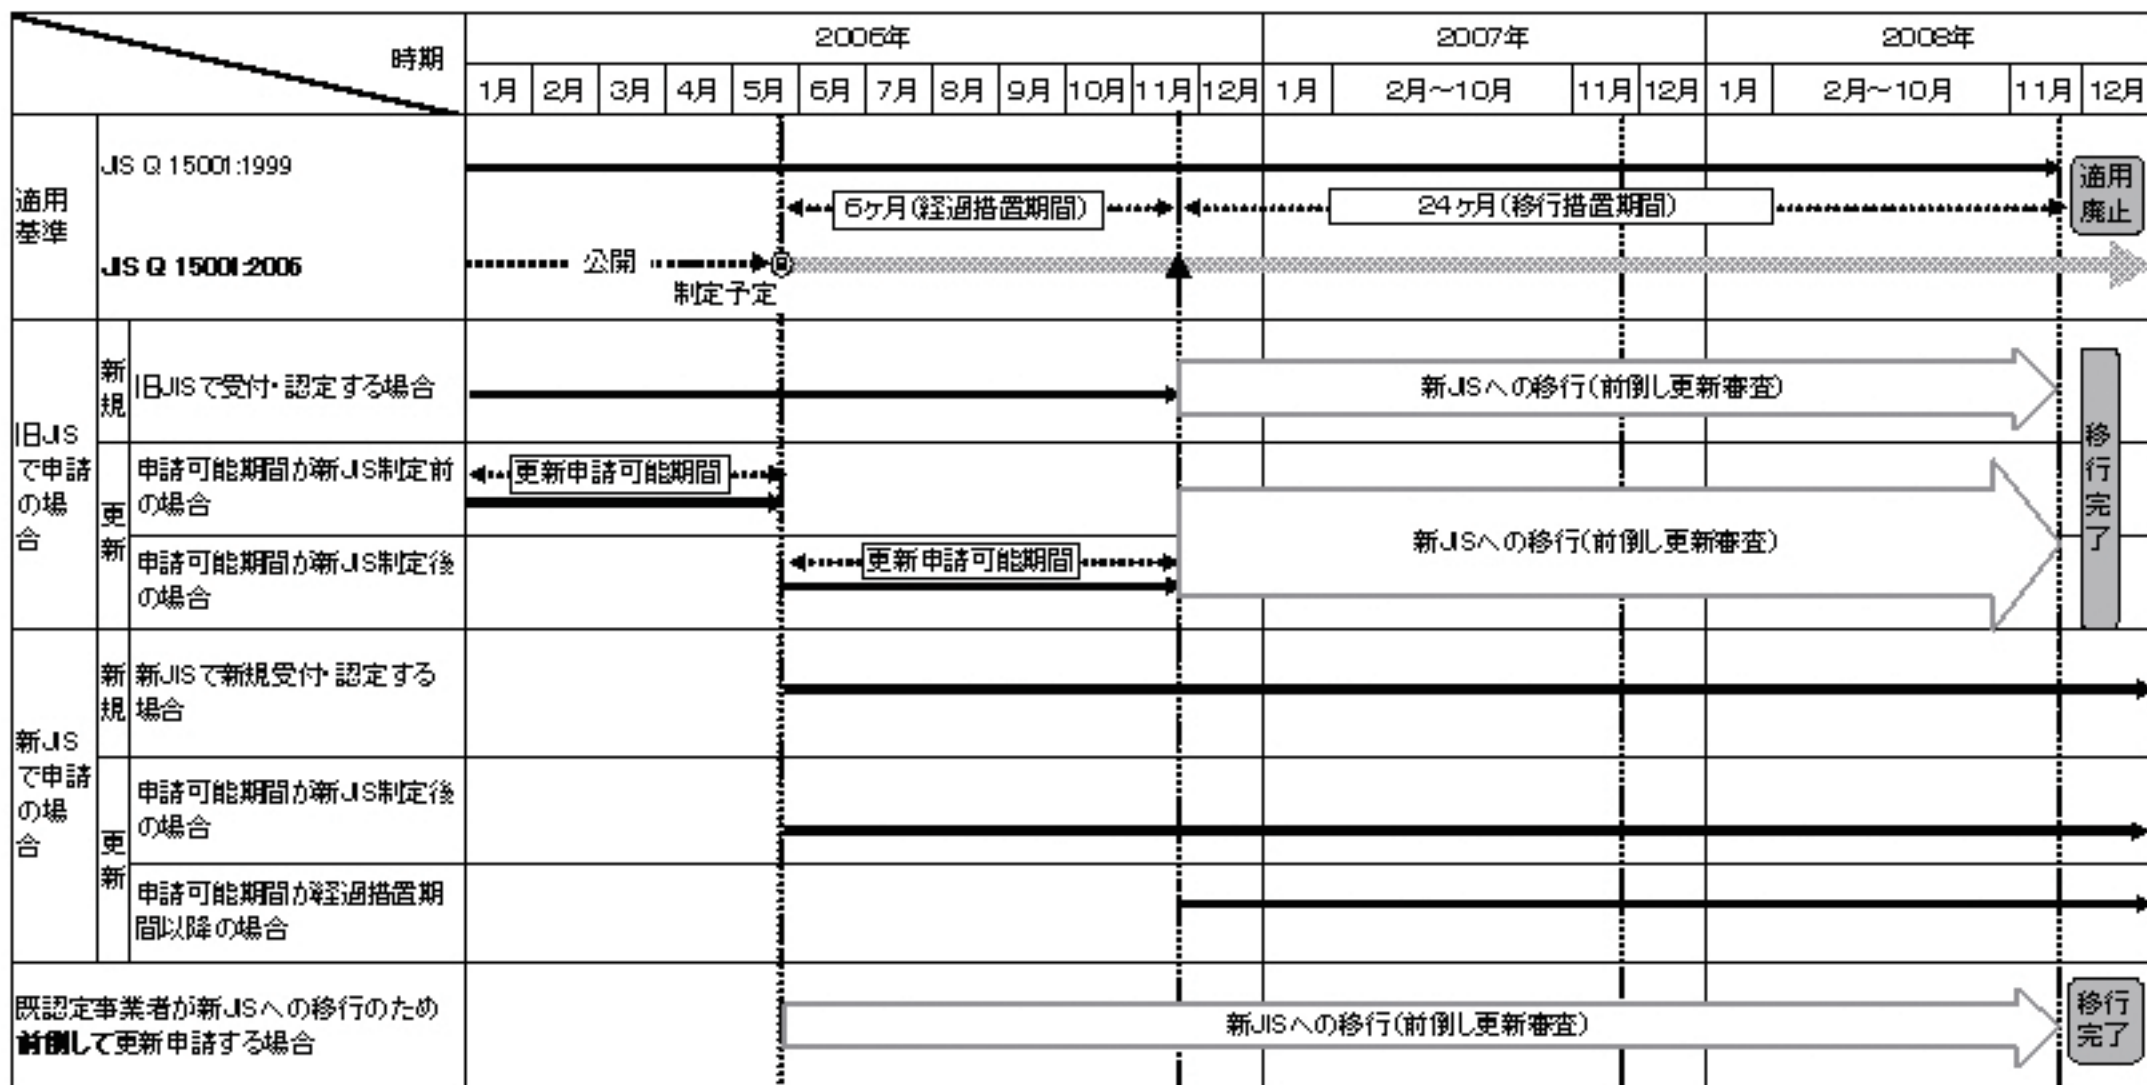 時期
2006年 2007年 2008年
1月 2月 3月 4月 5月 6月 7月 8月 9月 10月 11月 12月 1月 2月～10月 11月 12月 1月 2月～10月 11月 12月
適用
基準
JIS Q 15001:1999
6ヶ月(経過措置期間)
24ヶ月(移行措置期間)
適用
廃止
JIS Q 15001:2006
公開
制定予定
旧JIS
で申請
の場
合
新
規
旧JISで受付・認定する場合
新JISへの移行(前倒し更新審査)
移
行
完
了
更
新
申請可能期間が新JIS制定前
の場合
更新申請可能期間
申請可能期間が新JIS制定後
の場合
更新申請可能期間
新JISへの移行(前倒し更新審査)
新JIS
で申請
の場
合
新
規
新JISで新規受付・認定する
場合
更
新
申請可能期間が新JIS制定後
の場合
申請可能期間が経過措置期
間以降の場合
既認定事業者が新JISへの移行のため
前倒して更新申請する場合
新JISへの移行(前倒し更新審査)
移行
完了